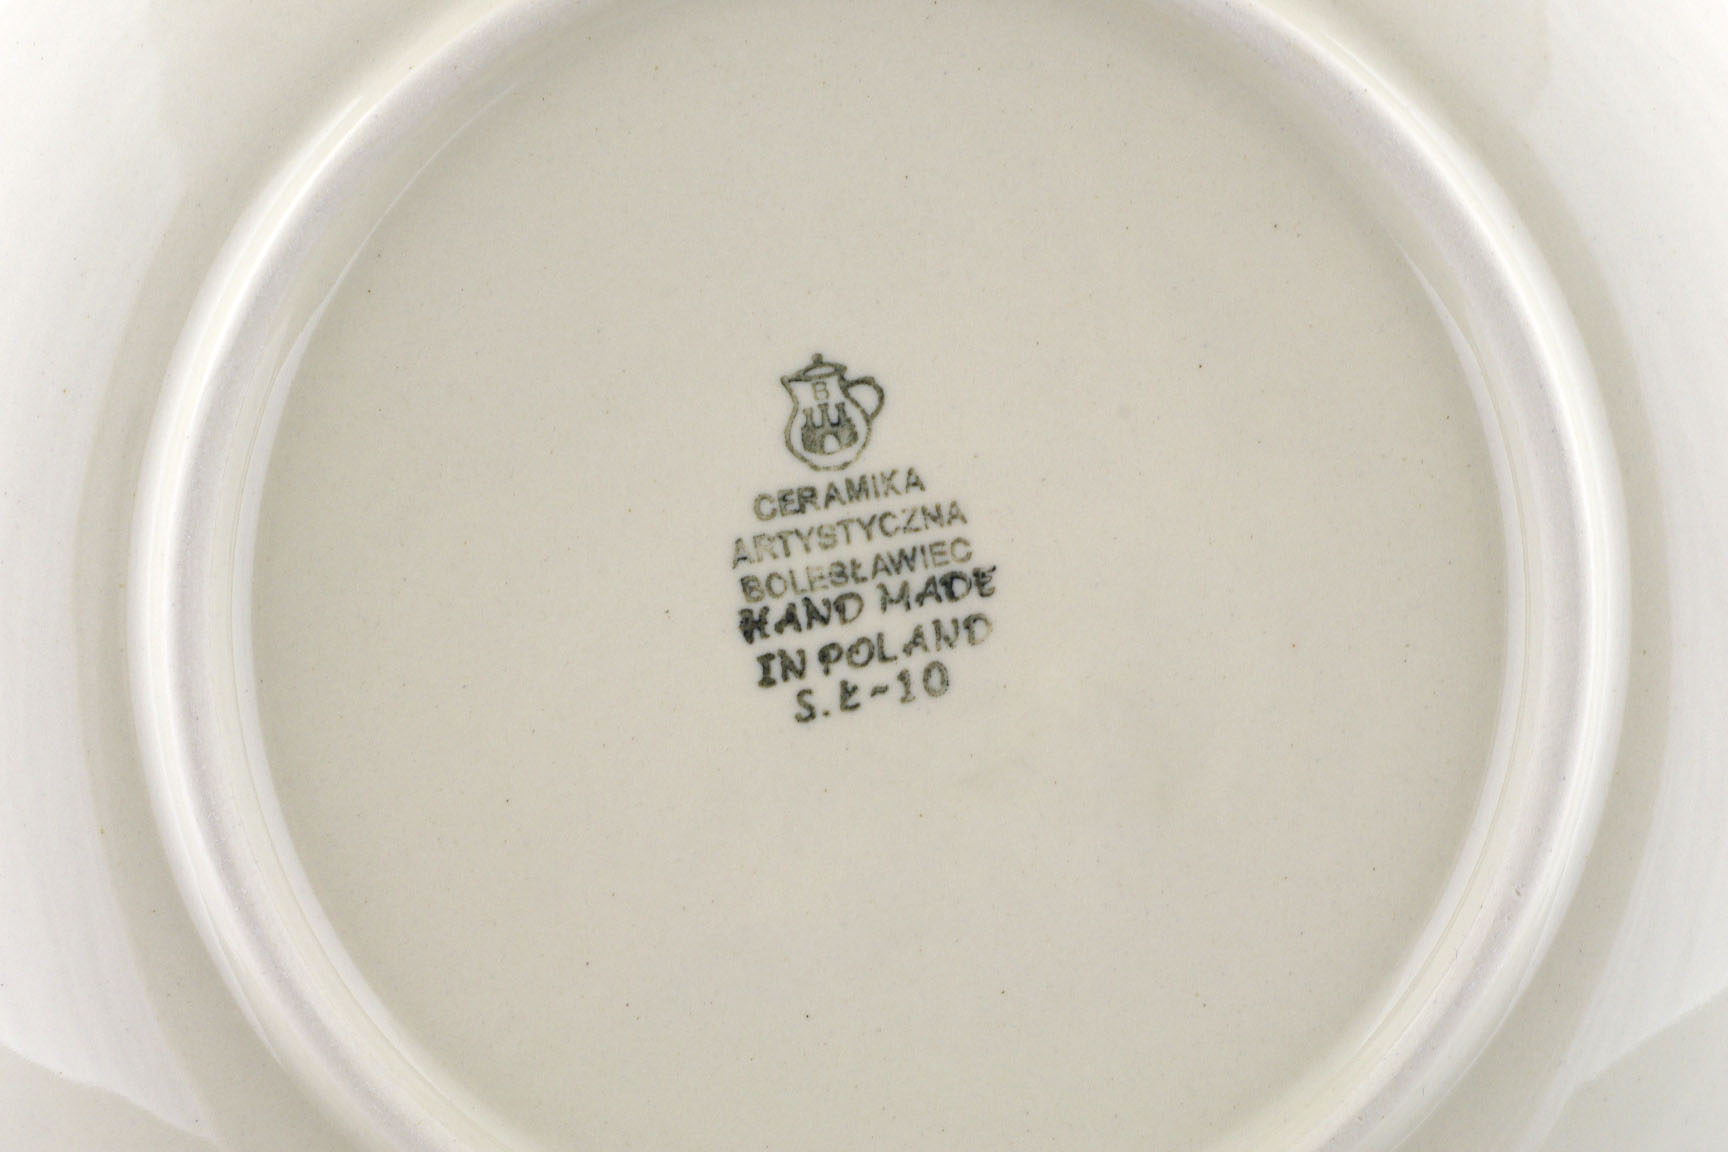 B
CERAMIKA
ARTYSTYCZNA
BOLESŁAWIEC
HAND MADE
IN POLAND
S.Ł-10